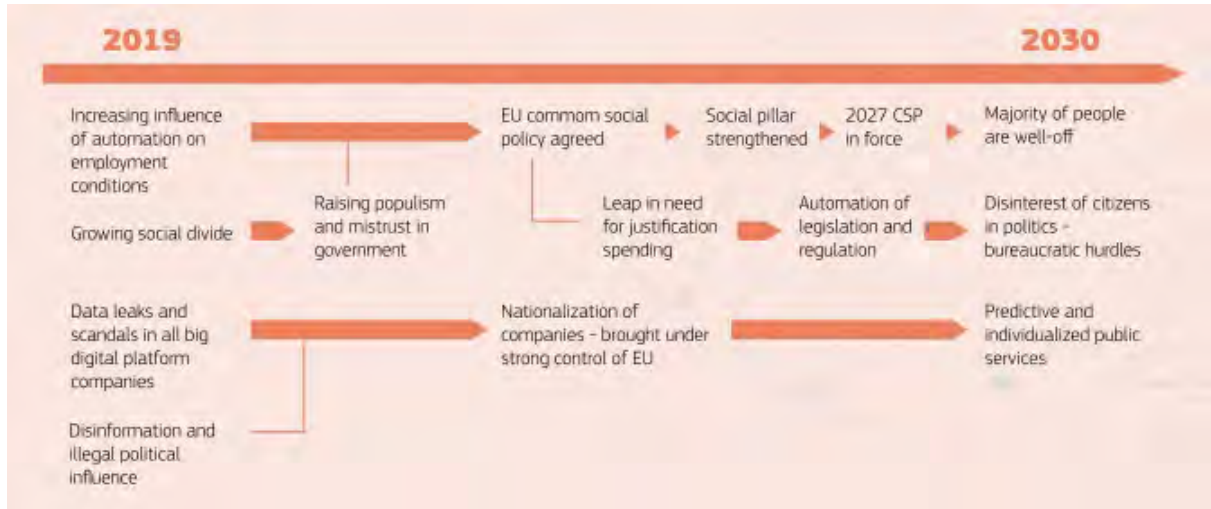 2019
2030
Increasing influence
of automation on
employment
conditions
EU commom social
policy agreed
Social pillar
strengthened
2027 CSP
in force
Majority of people
are well-off
Growing social divide
Raising populism
and mistrust in
government
Leap in need
for justification
spending
Automation of
legislation and
regulation
Disinterest of citizens
in politics -
bureaucratic hurdles
Data leaks and
scandals in all big
digital platform
companies
Nationalization of
companies – brought under
strong control of EU
Predictive and
individualized public
services
Disinformation and
illegal political
influence